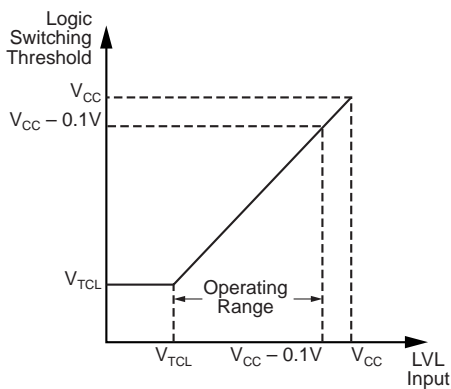 Logic
Switching
Threshold
V_CC
V_CC – 0.1V
V_TCL
Operating
Range
V_TCL
V_CC – 0.1V
V_CC
LVL
Input